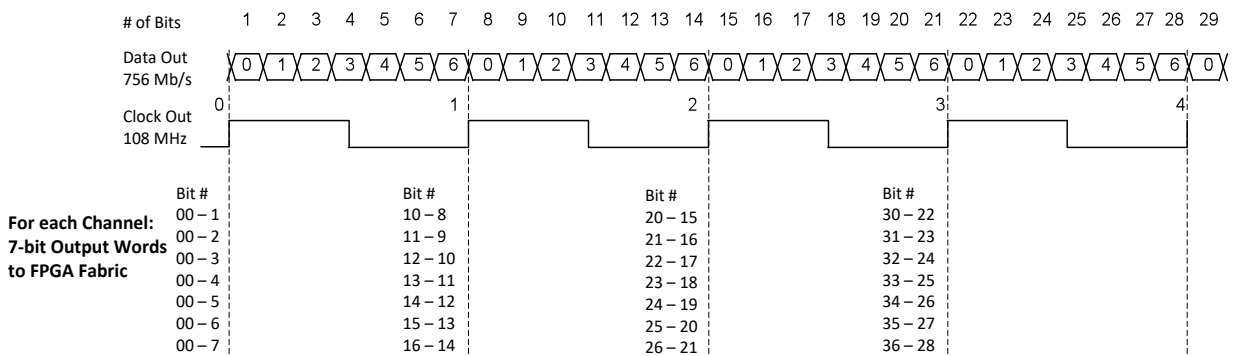 # of Bits 1 2 3 4 5 6 7 8 9 10 11 12 13 14 15 16 17 18 19 20 21 22 23 24 25 26 27 28 29
Data Out 0 1 2 3 4 5 6 0 1 2 3 4 5 6 0 1 2 3 4 5 6 0 1 2 3 4 5 6 0
756 Mb/s
0 1 2 3 4
Clock Out
108 MHz
For each Channel:
7-bit Output Words
to FPGA Fabric
Bit #
00 – 1
00 – 2
00 – 3
00 – 4
00 – 5
00 – 6
00 – 7
Bit #
10 – 8
11 – 9
12 – 10
13 – 11
14 – 12
15 – 13
16 – 14
Bit #
20 – 15
21 – 16
22 – 17
23 – 18
24 – 19
25 – 20
26 – 21
Bit #
30 – 22
31 – 23
32 – 24
33 – 25
34 – 26
35 – 27
36 – 28